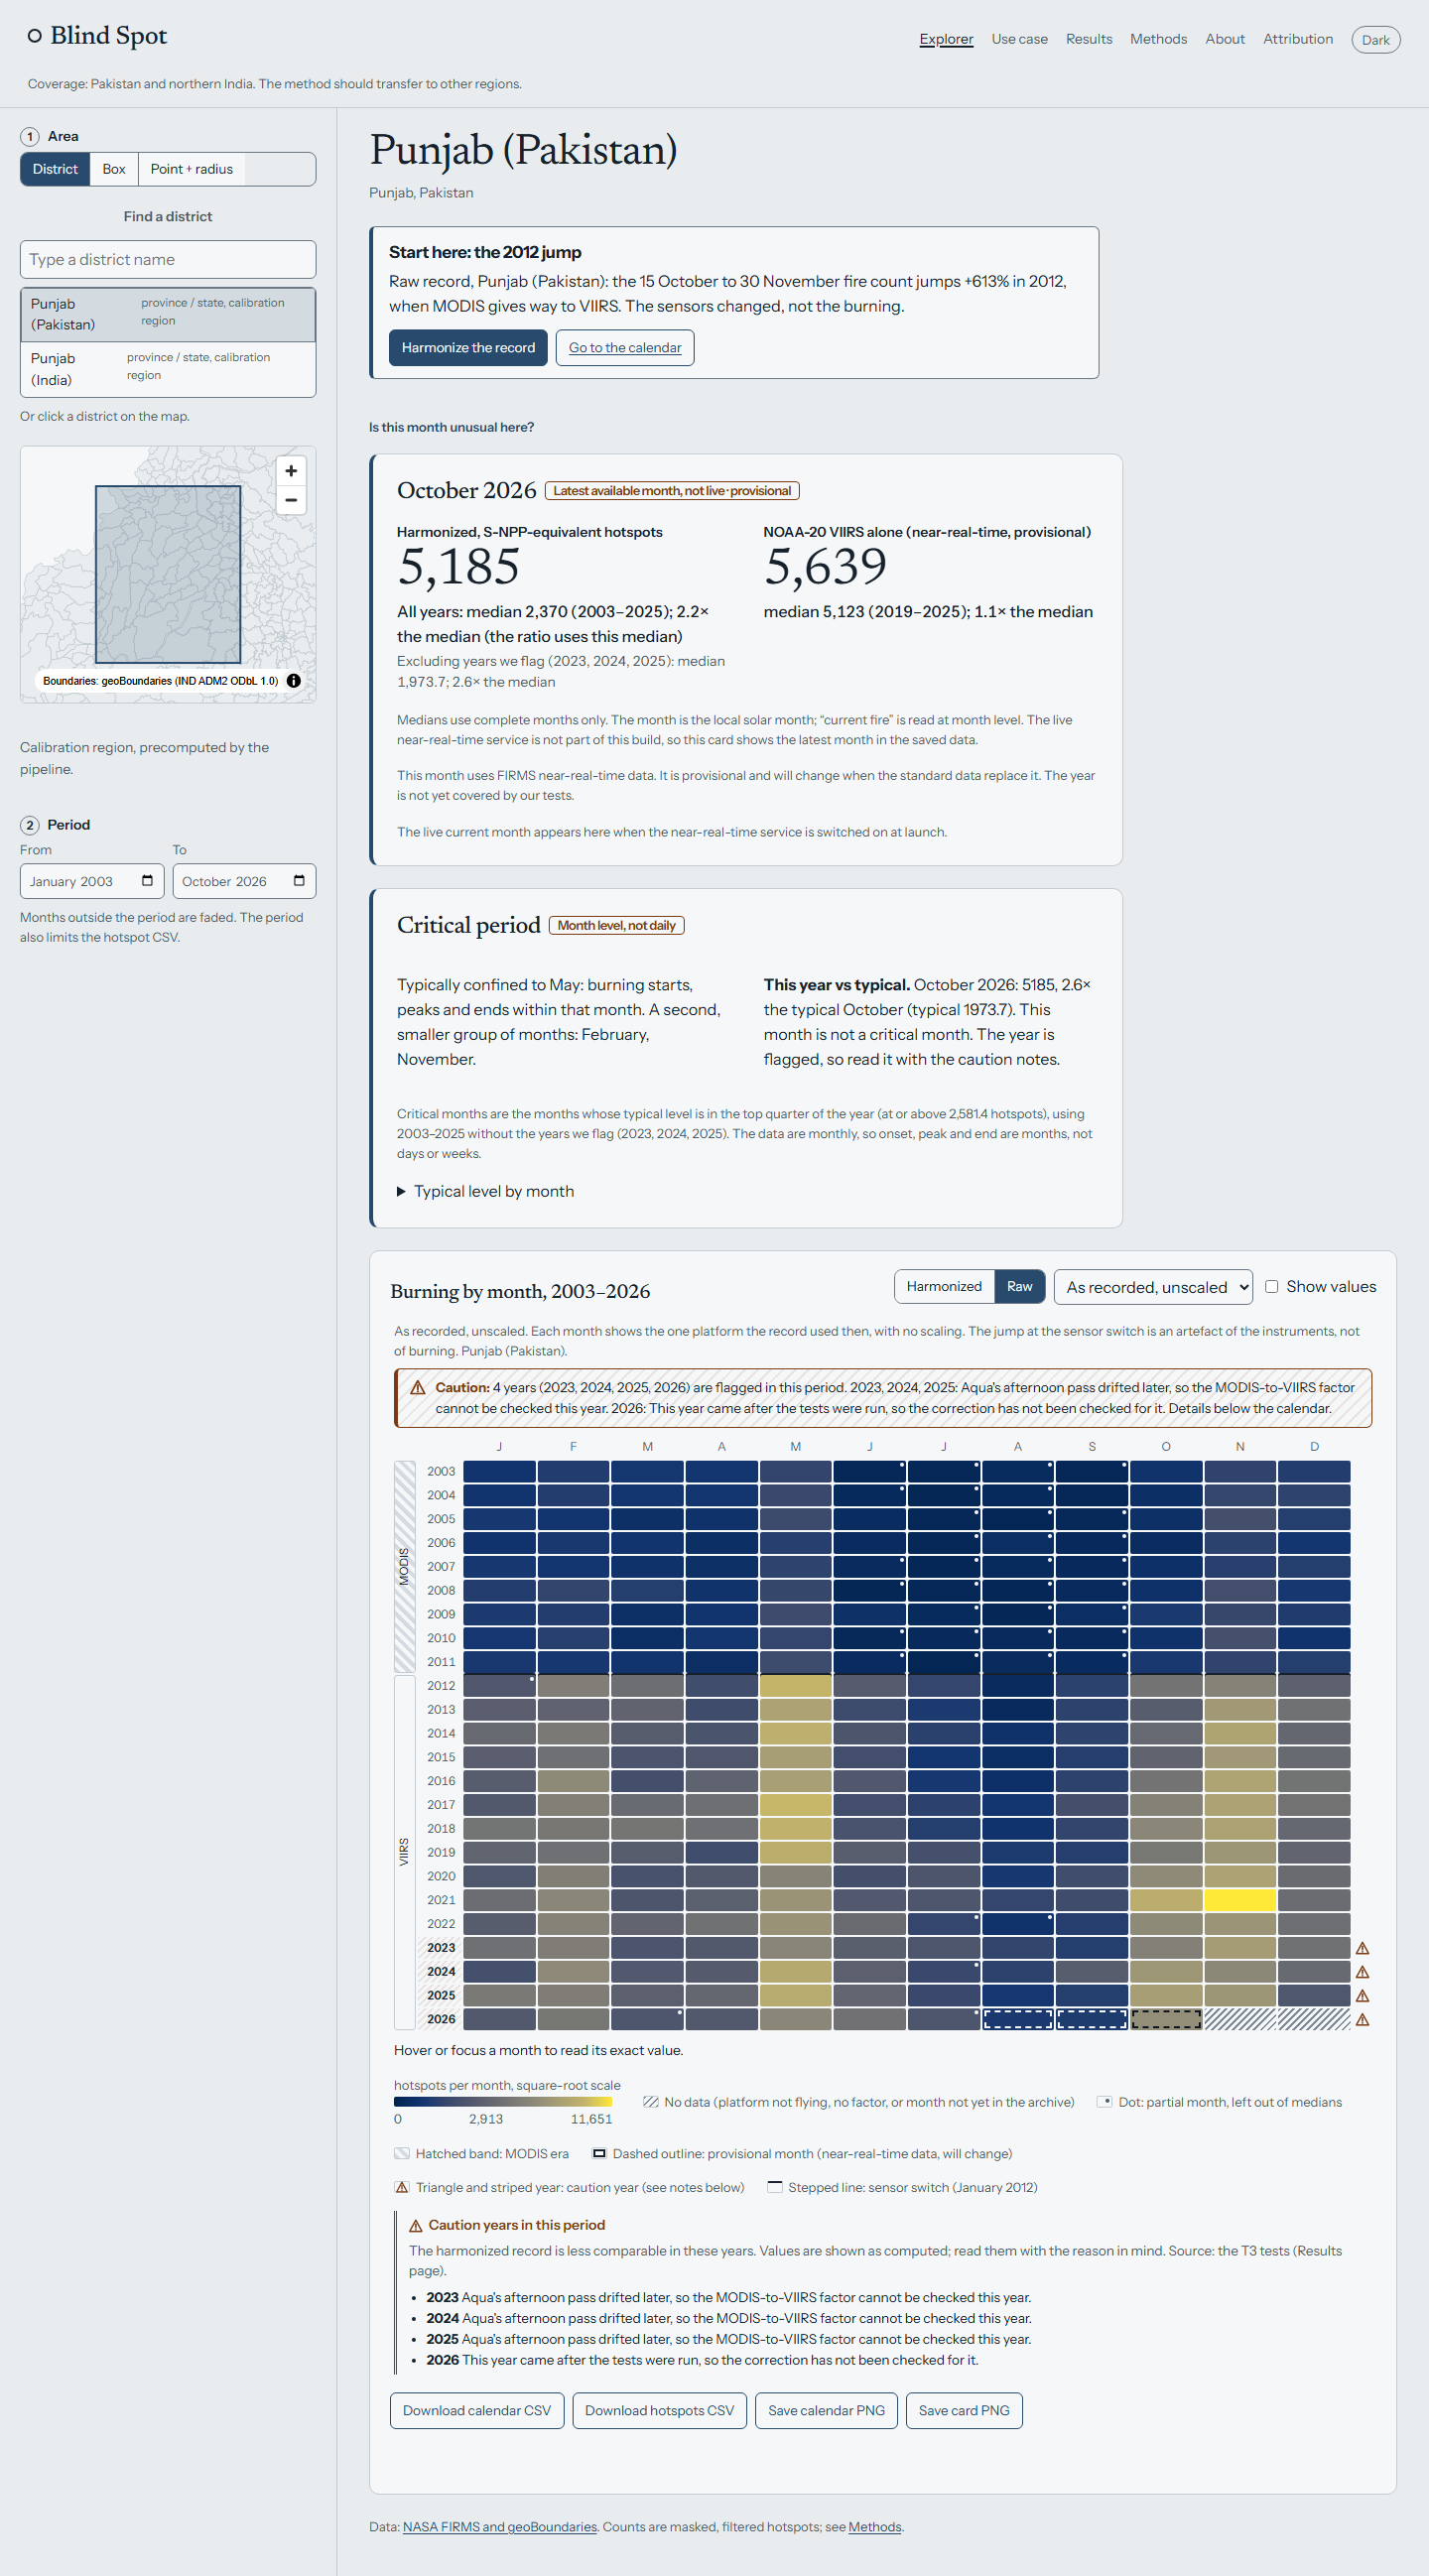 Blind Spot
Explorer Use case Results Methods About Attribution Dark
Coverage: Pakistan and northern India. The method should transfer to other regions.
1 Area
District Box Point + radius
Find a district
Type a district name
Punjab (Pakistan) province / state, calibration region
Punjab (India) province / state, calibration region
Or click a district on the map.
+
−
Boundaries: geoBoundaries (IND ADM2 ODbL 1.0)
Calibration region, precomputed by the
pipeline.
2 Period
From To
January 2003 October 2026
Months outside the period are faded. The period
also limits the hotspot CSV.
Punjab (Pakistan)
Punjab, Pakistan
Start here: the 2012 jump
Raw record, Punjab (Pakistan): the 15 October to 30 November fire count jumps +613% in 2012,
when MODIS gives way to VIIRS. The sensors changed, not the burning.
Harmonize the record Go to the calendar
Is this month unusual here?
October 2026 Latest available month, not live · provisional
Harmonized, S-NPP-equivalent hotspots
5,185
All years: median 2,370 (2003–2025); 2.2×
the median (the ratio uses this median)
Excluding years we flag (2023, 2024, 2025): median
1,973.7; 2.6× the median
NOAA-20 VIIRS alone (near-real-time, provisional)
5,639
median 5,123 (2019–2025); 1.1× the median
Medians use complete months only. The month is the local solar month; “current fire” is read at month level. The live
near-real-time service is not part of this build, so this card shows the latest month in the saved data.
This month uses FIRMS near-real-time data. It is provisional and will change when the standard data replace it. The year
is not yet covered by our tests.
The live current month appears here when the near-real-time service is switched on at launch.
Critical period Month level, not daily
Typically confined to May: burning starts,
peaks and ends within that month. A second,
smaller group of months: February,
November.
This year vs typical. October 2026: 5185, 2.6×
the typical October (typical 1973.7). This
month is not a critical month. The year is
flagged, so read it with the caution notes.
Critical months are the months whose typical level is in the top quarter of the year (at or above 2,581.4 hotspots), using
2003–2025 without the years we flag (2023, 2024, 2025). The data are monthly, so onset, peak and end are months, not
days or weeks.
Typical level by month
Burning by month, 2003–2026
Harmonized Raw As recorded, unscaled Show values
As recorded, unscaled. Each month shows the one platform the record used then, with no scaling. The jump at the sensor switch is an artefact of the instruments, not
of burning. Punjab (Pakistan).
Caution: 4 years (2023, 2024, 2025, 2026) are flagged in this period. 2023, 2024, 2025: Aqua's afternoon pass drifted later, so the MODIS-to-VIIRS factor
cannot be checked this year. 2026: This year came after the tests were run, so the correction has not been checked for it. Details below the calendar.
J F M A M J J A S O N D
MODIS
2003
2004
2005
2006
2007
2008
2009
2010
2011
VIIRS
2012
2013
2014
2015
2016
2017
2018
2019
2020
2021
2022
2023
2024
2025
2026
Hover or focus a month to read its exact value.
hotspots per month, square-root scale
0 2,913 11,651
No data (platform not flying, no factor, or month not yet in the archive)
Dot: partial month, left out of medians
Hatched band: MODIS era
Dashed outline: provisional month (near-real-time data, will change)
Triangle and striped year: caution year (see notes below)
Stepped line: sensor switch (January 2012)
Caution years in this period
The harmonized record is less comparable in these years. Values are shown as computed; read them with the reason in mind. Source: the T3 tests (Results
page).
• 2023 Aqua's afternoon pass drifted later, so the MODIS-to-VIIRS factor cannot be checked this year.
• 2024 Aqua's afternoon pass drifted later, so the MODIS-to-VIIRS factor cannot be checked this year.
• 2025 Aqua's afternoon pass drifted later, so the MODIS-to-VIIRS factor cannot be checked this year.
• 2026 This year came after the tests were run, so the correction has not been checked for it.
Download calendar CSV Download hotspots CSV Save calendar PNG Save card PNG
Data: NASA FIRMS and geoBoundaries. Counts are masked, filtered hotspots; see Methods.